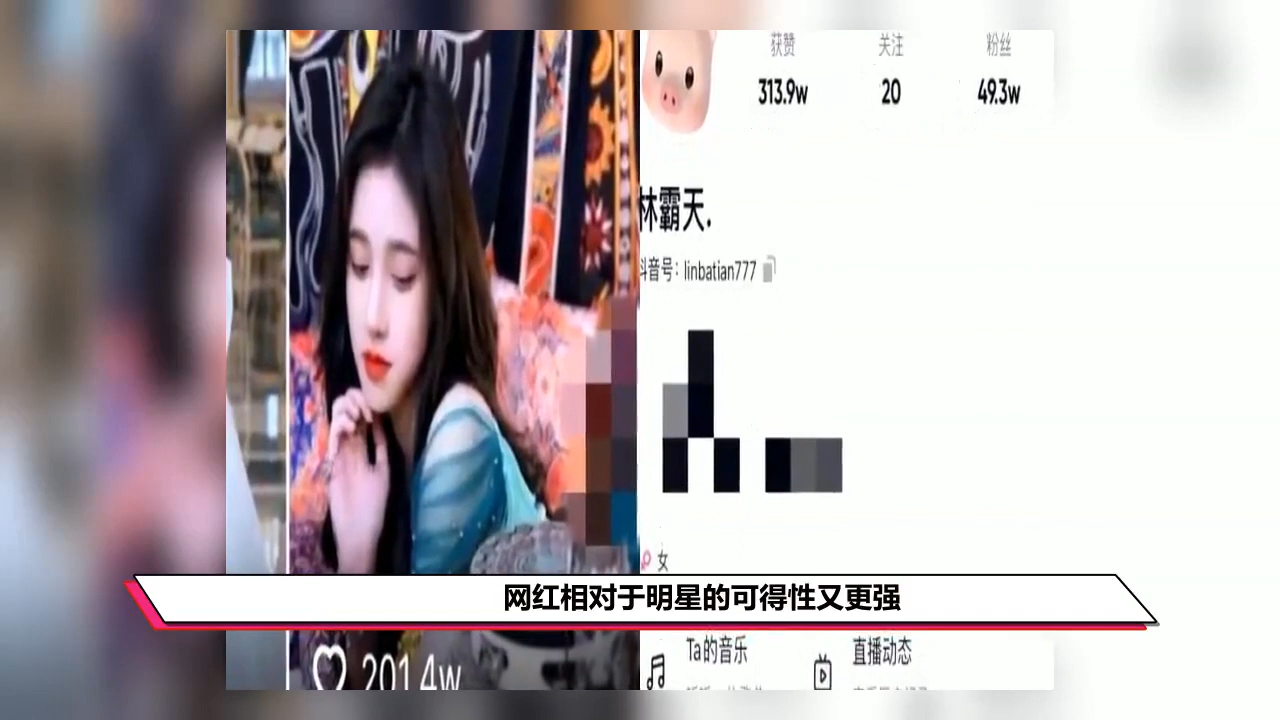 获赞 关注 粉丝
313.9w 20 49.3w
林霸天.
抖音号: linbatian777
女
网红相对于明星的可得性又更强
Ta的音乐 直播动态
201.4w